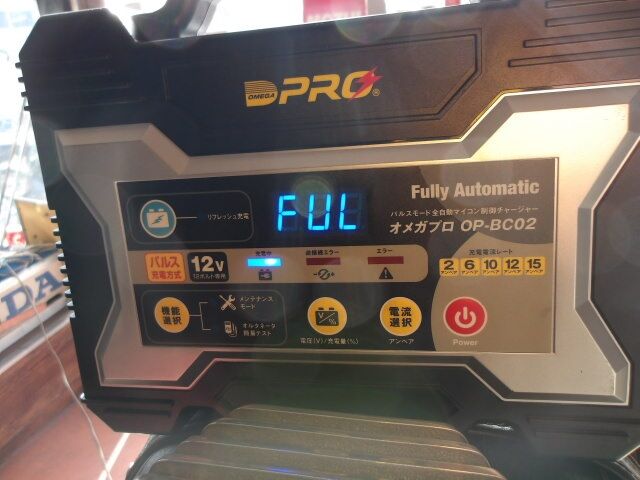 OMEGA PRO®
Fully Automatic
パルスモード全自動マイコン制御チャージャー
オメガプロ OP-BC02
リフレッシュ充電
FUL
パルス
充電方式
12V
12ボルト専用
充電中
逆接続エラー
エラー
充電電流レート
2 6 10 12 15
アンペア アンペア アンペア アンペア アンペア
機能
選択
メンテナンス
モード
オルタネータ
簡易テスト
V/%
電圧(V)/充電量(%)
電流
選択
アンペア
Power
DA